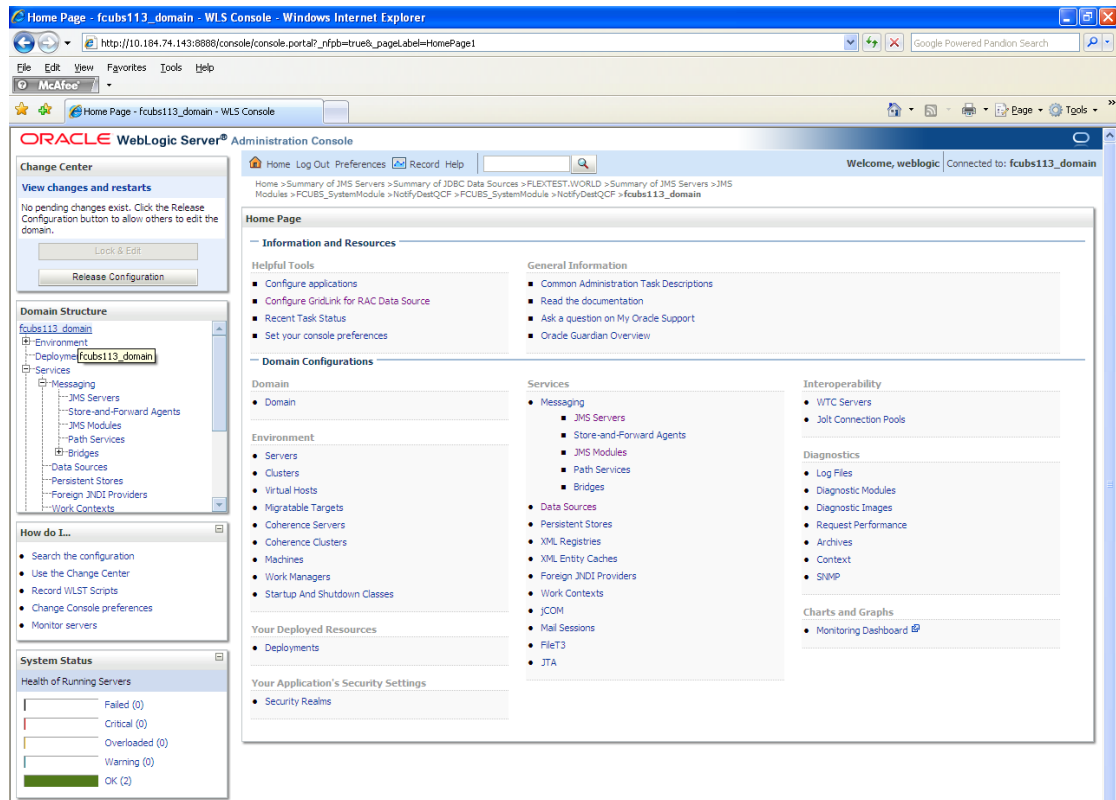 Home Page - fcubs113_domain - WLS Console - Windows Internet Explorer
http://10.184.74.143:8888/console/console.portal?_nfpb=true&_pageLabel=HomePage1
Google Powered Pandion Search
File Edit View Favorites Tools Help
McAfee
Home Page - fcubs113_domain - WLS Console
Page Tools
ORACLE WebLogic Server® Administration Console
Change Center
View changes and restarts
No pending changes exist. Click the Release
Configuration button to allow others to edit the
domain.
Lock & Edit
Release Configuration
Domain Structure
fcubs113_domain
Environment
Deployme
fcubs113_domain
Services
Messaging
JMS Servers
Store-and-Forward Agents
JMS Modules
Path Services
Bridges
Data Sources
Persistent Stores
Foreign JNDI Providers
Work Contexts
How do I...
Search the configuration
Use the Change Center
Record WLST Scripts
Change Console preferences
Monitor servers
System Status
Health of Running Servers
Failed (0)
Critical (0)
Overloaded (0)
Warning (0)
OK (2)
Home Log Out Preferences Record Help
Welcome, weblogic Connected to: fcubs113_domain
Home >Summary of JMS Servers >Summary of JDBC Data Sources >FLEXTEST.WORLD >Summary of JMS Servers >JMS
Modules >FCUBS_SystemModule >NotifyDestQCF >FCUBS_SystemModule >NotifyDestQCF >fcubs113_domain
Home Page
Information and Resources
Helpful Tools
Configure applications
Configure GridLink for RAC Data Source
Recent Task Status
Set your console preferences
General Information
Common Administration Task Descriptions
Read the documentation
Ask a question on My Oracle Support
Oracle Guardian Overview
Domain Configurations
Domain
Domain
Environment
Servers
Clusters
Virtual Hosts
Migratable Targets
Coherence Servers
Coherence Clusters
Machines
Work Managers
Startup And Shutdown Classes
Your Deployed Resources
Deployments
Your Application's Security Settings
Security Realms
Services
Messaging
JMS Servers
Store-and-Forward Agents
JMS Modules
Path Services
Bridges
Data Sources
Persistent Stores
XML Registries
XML Entity Caches
Foreign JNDI Providers
Work Contexts
jCOM
Mail Sessions
FileT3
JTA
Interoperability
WTC Servers
Jolt Connection Pools
Diagnostics
Log Files
Diagnostic Modules
Diagnostic Images
Request Performance
Archives
Context
SNMP
Charts and Graphs
Monitoring Dashboard